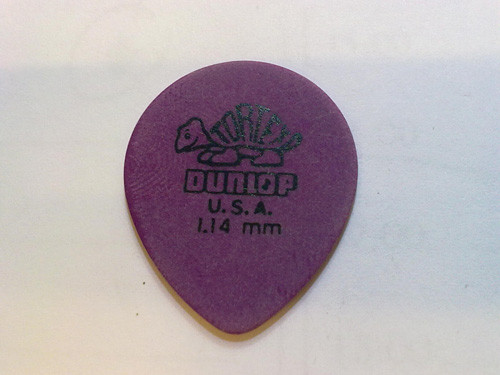 TORTEX
DUNLOP
U.S.A.
1.14 mm